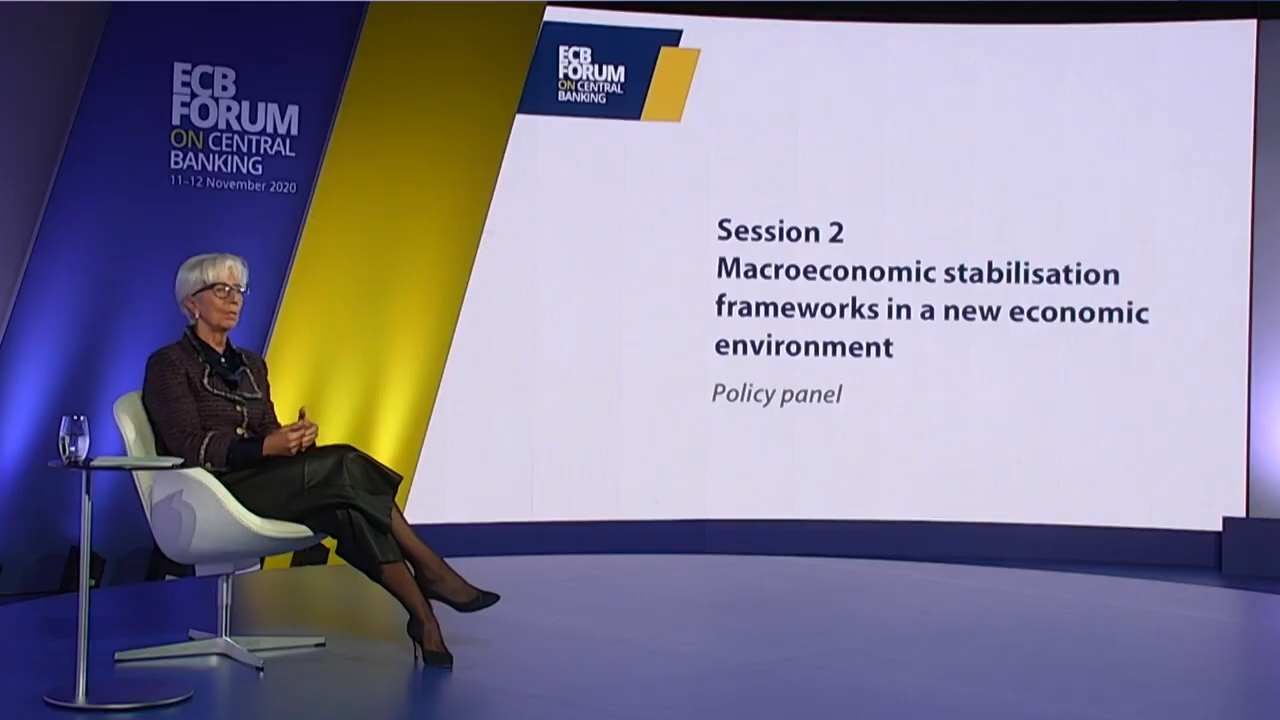 ECB
FORUM
ON CENTRAL
BANKING
11–12 November 2020
ECB
FORUM
ON CENTRAL
BANKING
Session 2
Macroeconomic stabilisation
frameworks in a new economic
environment
Policy panel